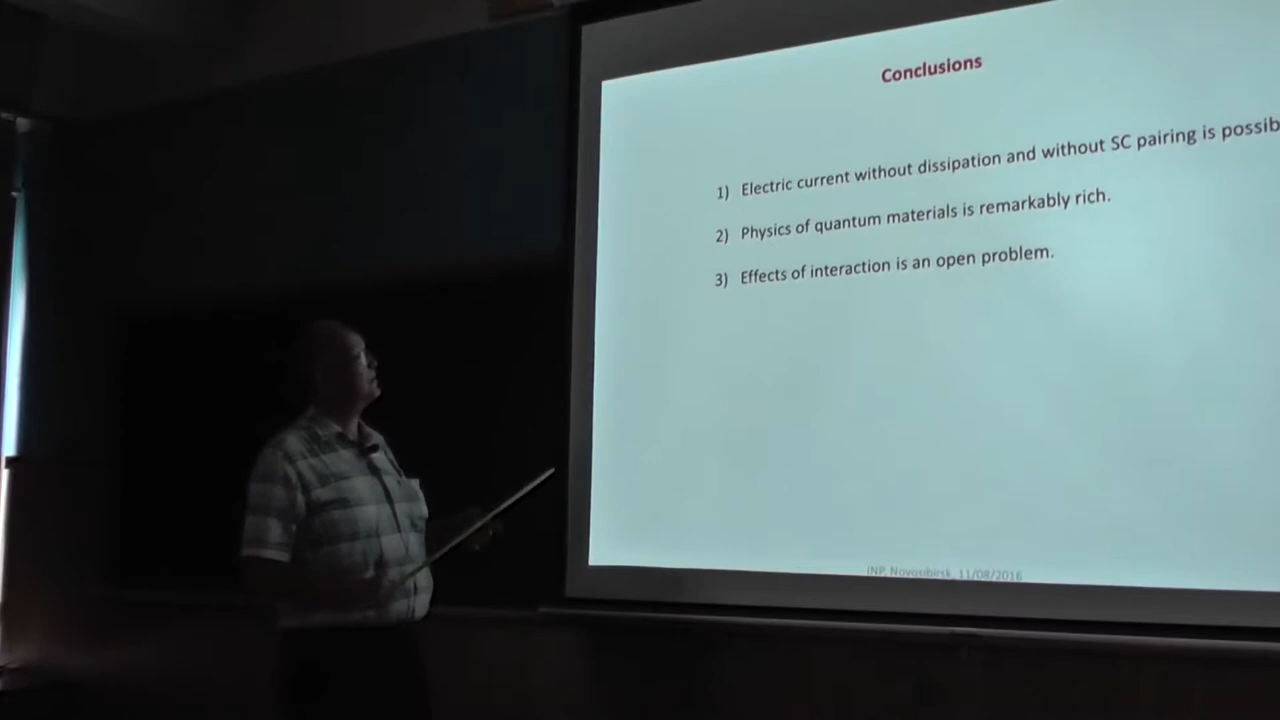 Conclusions
1) Electric current without dissipation and without SC pairing is possib
2) Physics of quantum materials is remarkably rich.
3) Effects of interaction is an open problem.
INP, Novosibirsk, 11/08/2016